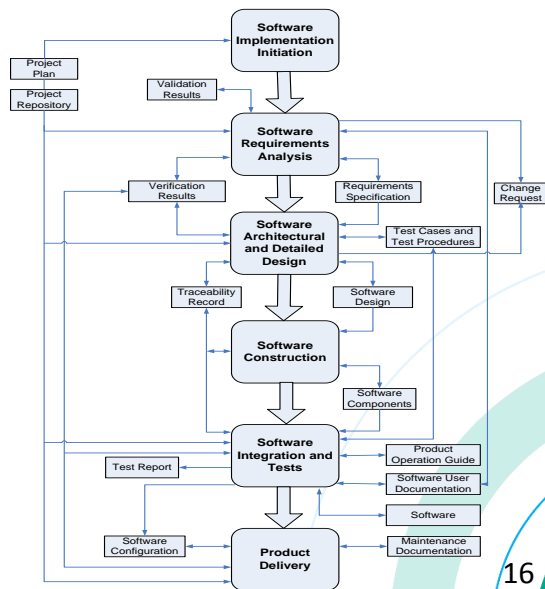 Software
Implementation
Initiation
Project
Plan
Project
Repository
Validation
Results
Software
Requirements
Analysis
Verification
Results
Requirements
Specification
Change
Request
Software
Architectural
and Detailed
Design
Test Cases and
Test Procedures
Traceability
Record
Software
Design
Software
Construction
Software
Components
Software
Integration and
Tests
Product
Operation Guide
Test Report
Software User
Documentation
Software
Software
Configuration
Product
Delivery
Maintenance
Documentation
16